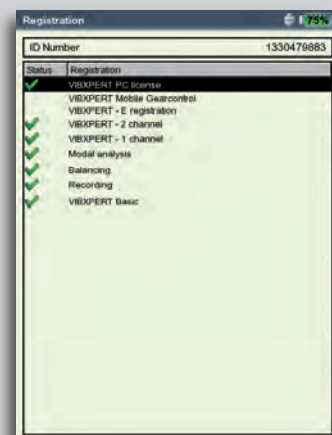 Registration 75%
ID Number 1330479883
Status Registration
VIBXPERT PC license
VIBXPERT Mobile Gearcontrol
VIBXPERT - E registration
VIBXPERT - 2 channel
VIBXPERT - 1 channel
Modal analysis
Balancing
Recording
VIBXPERT Basic